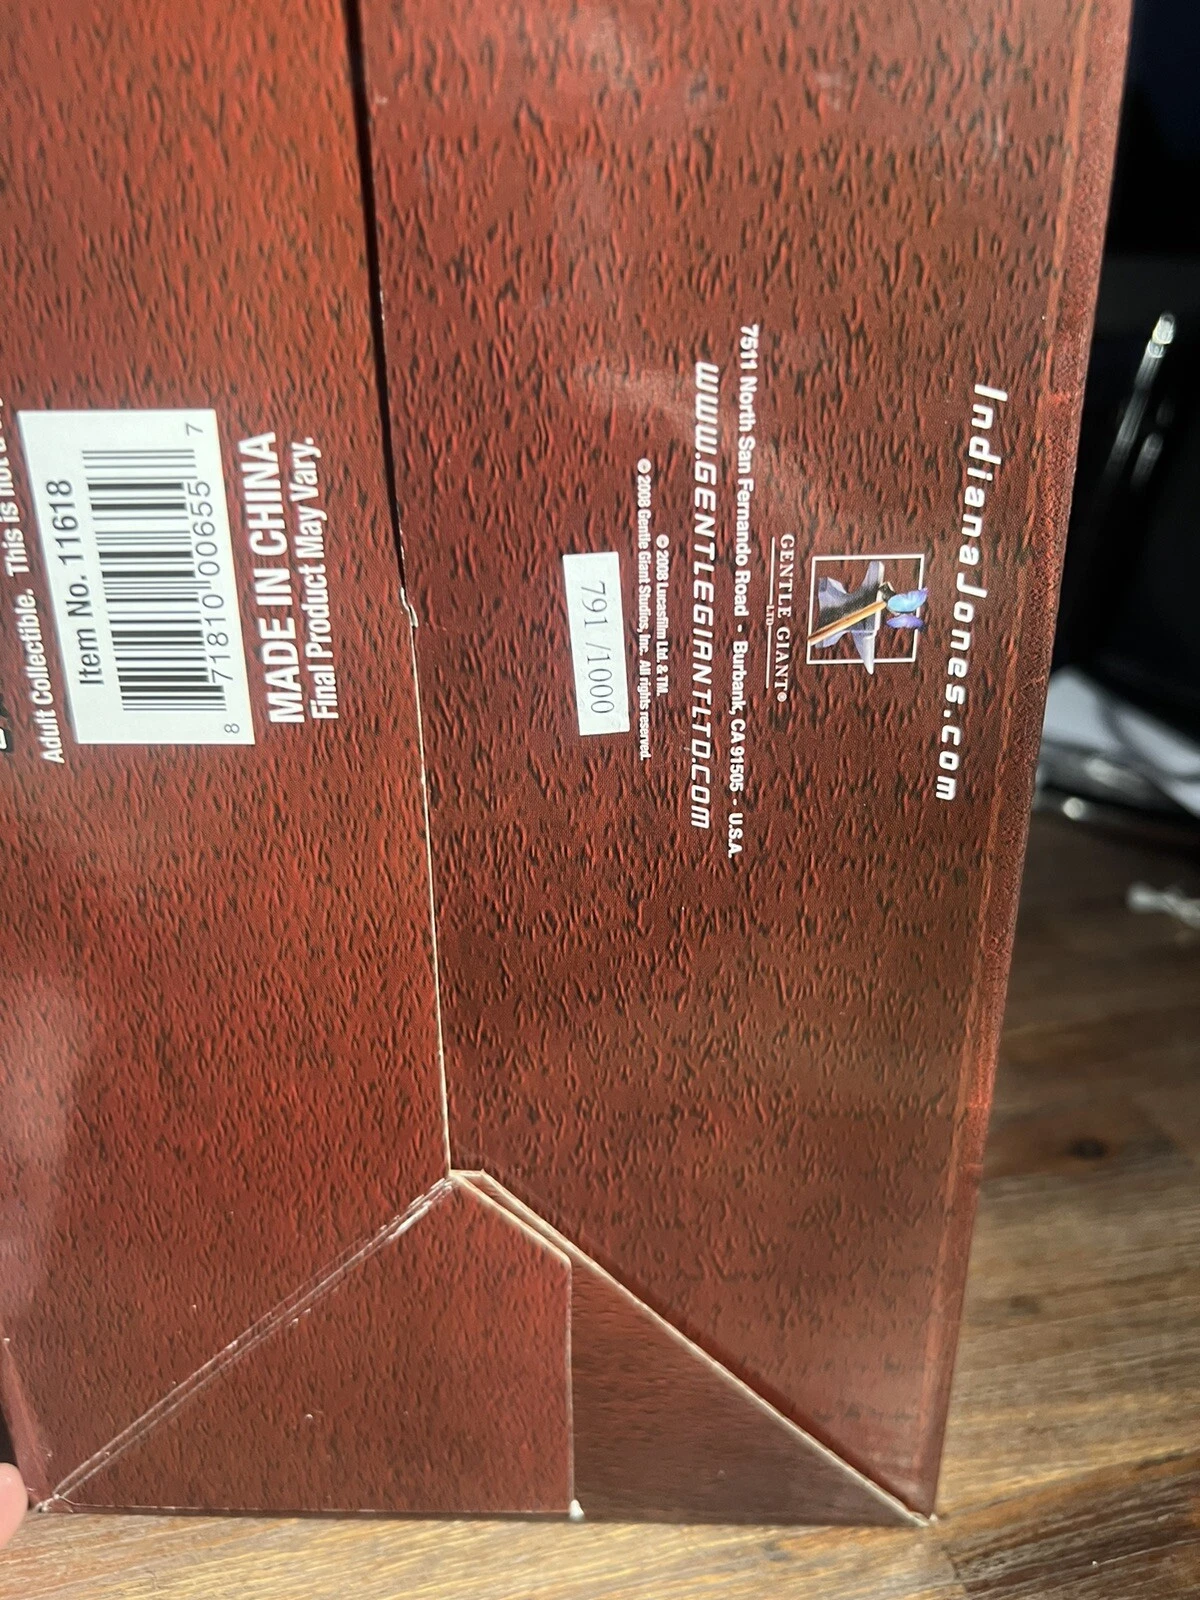 IndianaJones.com
GENTLE GIANT®
LTD
7511 North San Fernando Road - Burbank, CA 91505 - U.S.A.
WWW.GENTLEGIANTLTD.COM
© 2008 Lucasfilm Ltd. & TM.
© 2008 Gentle Giant Studios, Inc. All rights reserved.
791 /1000
Adult Collectible. This is not a
Item No. 11618
8 71810 00655 7
MADE IN CHINA
Final Product May Vary.